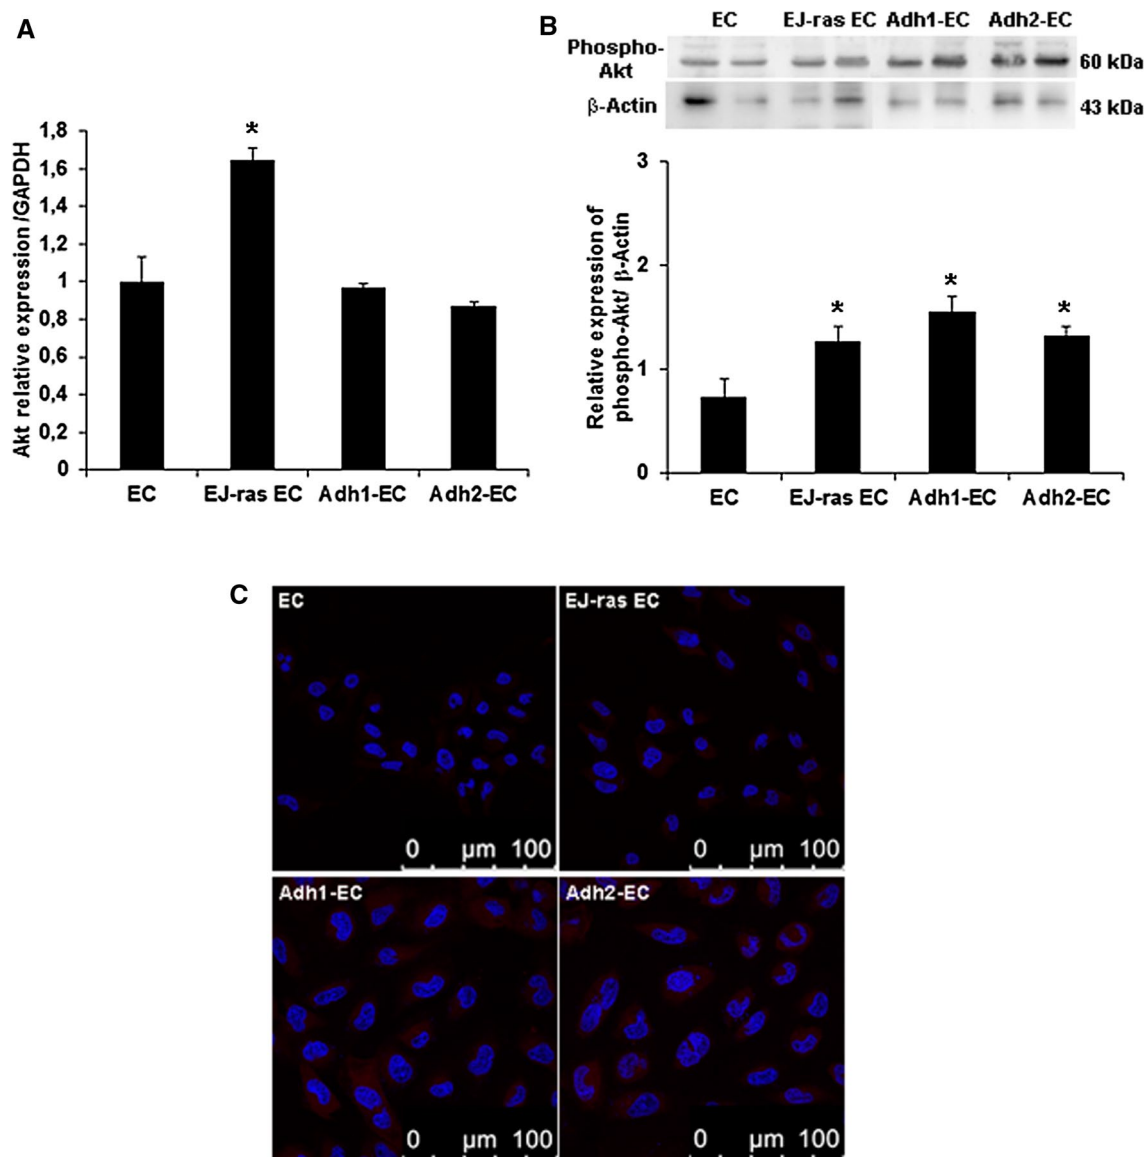 A
Akt relative expression /GAPDH
1,8
1,6
1,4
1,2
1
0,8
0,6
0,4
0,2
0
*
EC EJ-ras EC Adh1-EC Adh2-EC
B
EC EJ-ras EC Adh1-EC Adh2-EC
Phospho-
Akt
60 kDa
β-Actin
43 kDa
Relative expression of
phospho-Akt/ β-Actin
3
2
1
0
* * *
EC EJ-ras EC Adh1-EC Adh2-EC
C
EC
0 µm 100
EJ-ras EC
0 µm 100
Adh1-EC
0 µm 100
Adh2-EC
0 µm 100